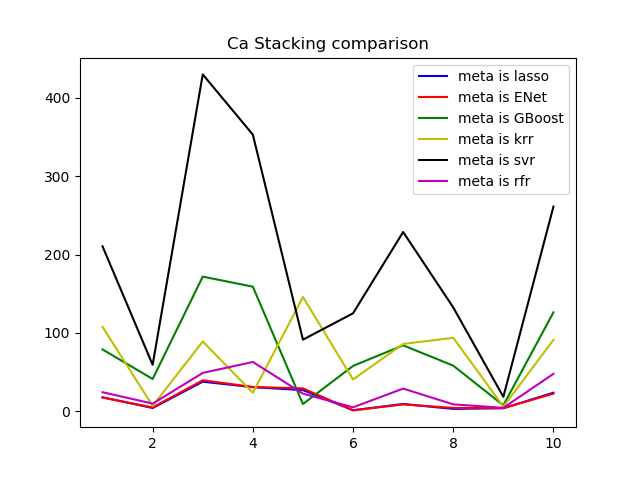 Ca Stacking comparison
meta is lasso
meta is ENet
meta is GBoost
meta is krr
meta is svr
meta is rfr
400
300
200
100
0
2 4 6 8 10